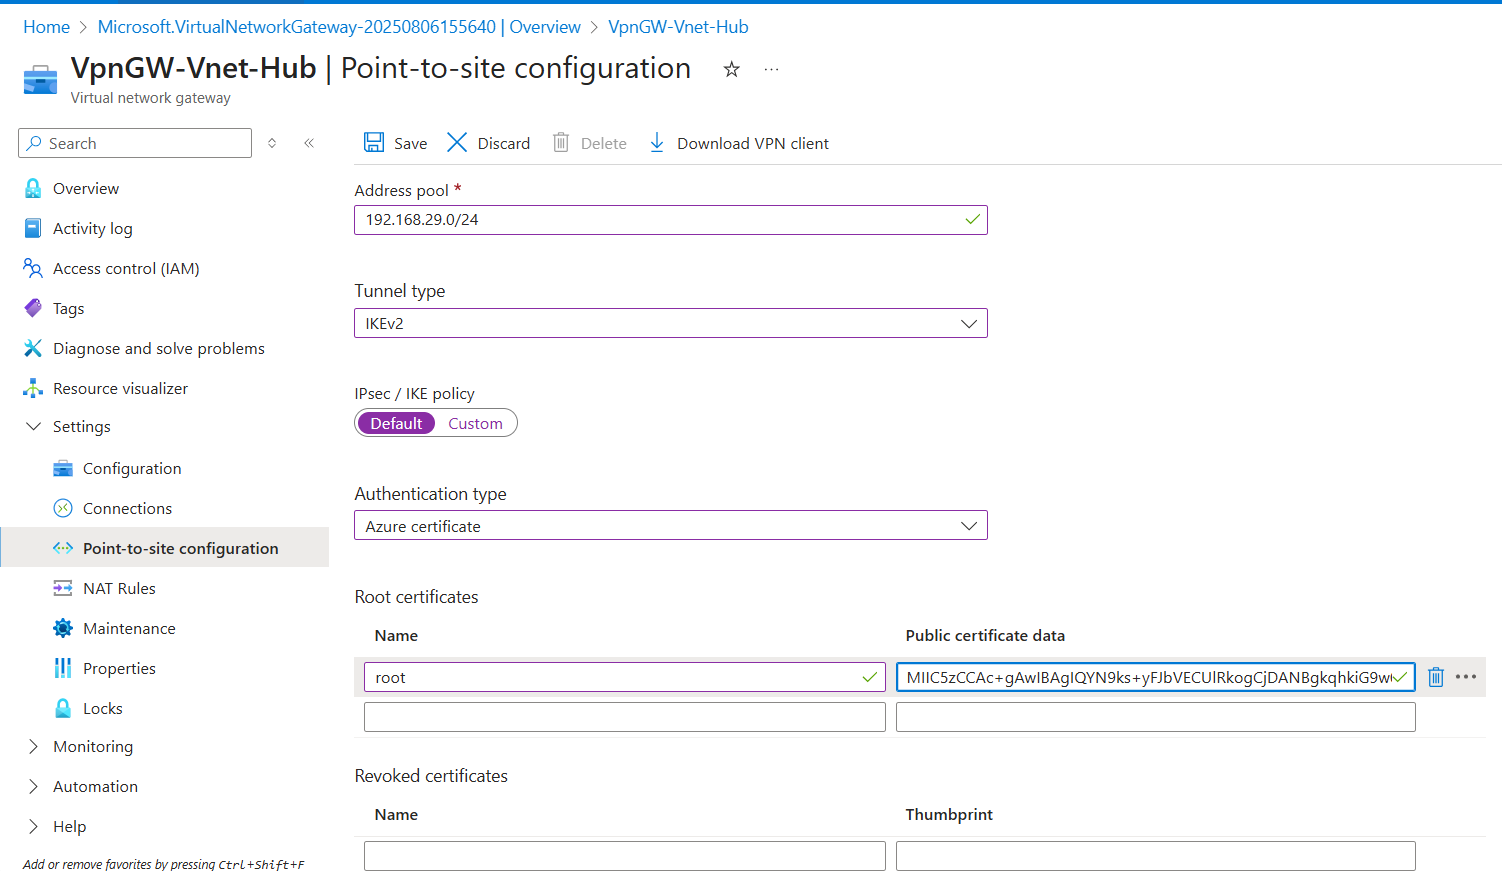 Home > Microsoft.VirtualNetworkGateway-20250806155640 | Overview > VpnGW-Vnet-Hub
VpnGW-Vnet-Hub | Point-to-site configuration
Virtual network gateway
Search
Overview
Activity log
Access control (IAM)
Tags
Diagnose and solve problems
Resource visualizer
Settings
Configuration
Connections
Point-to-site configuration
NAT Rules
Maintenance
Properties
Locks
Monitoring
Automation
Help
Add or remove favorites by pressing Ctrl+Shift+F
Save Discard Delete Download VPN client
Address pool *
192.168.29.0/24
Tunnel type
IKEv2
IPsec / IKE policy
Default Custom
Authentication type
Azure certificate
Root certificates
Name Public certificate data
root MIIC5zCCAc+gAwIBAgIQYN9ks+yFJbVECUlRkogCjDANBgkqhkiG9w
Revoked certificates
Name Thumbprint